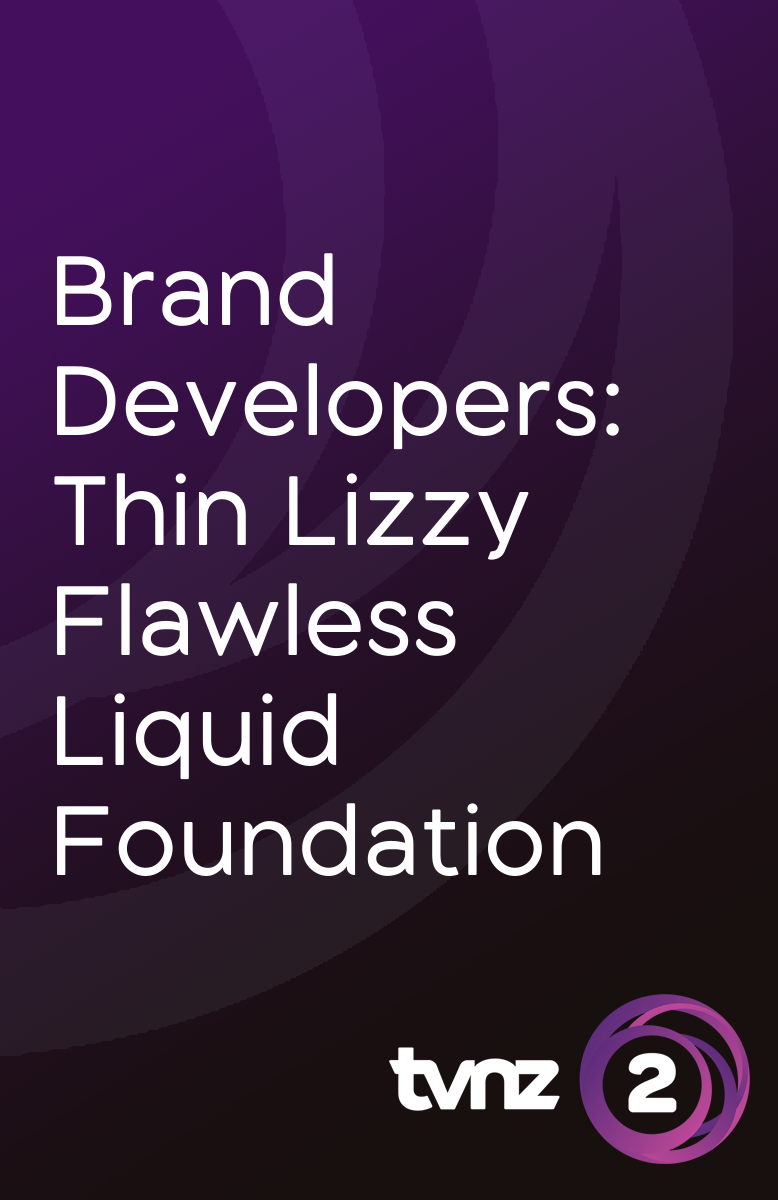 Brand
Developers:
Thin Lizzy
Flawless
Liquid
Foundation
tvnz 2